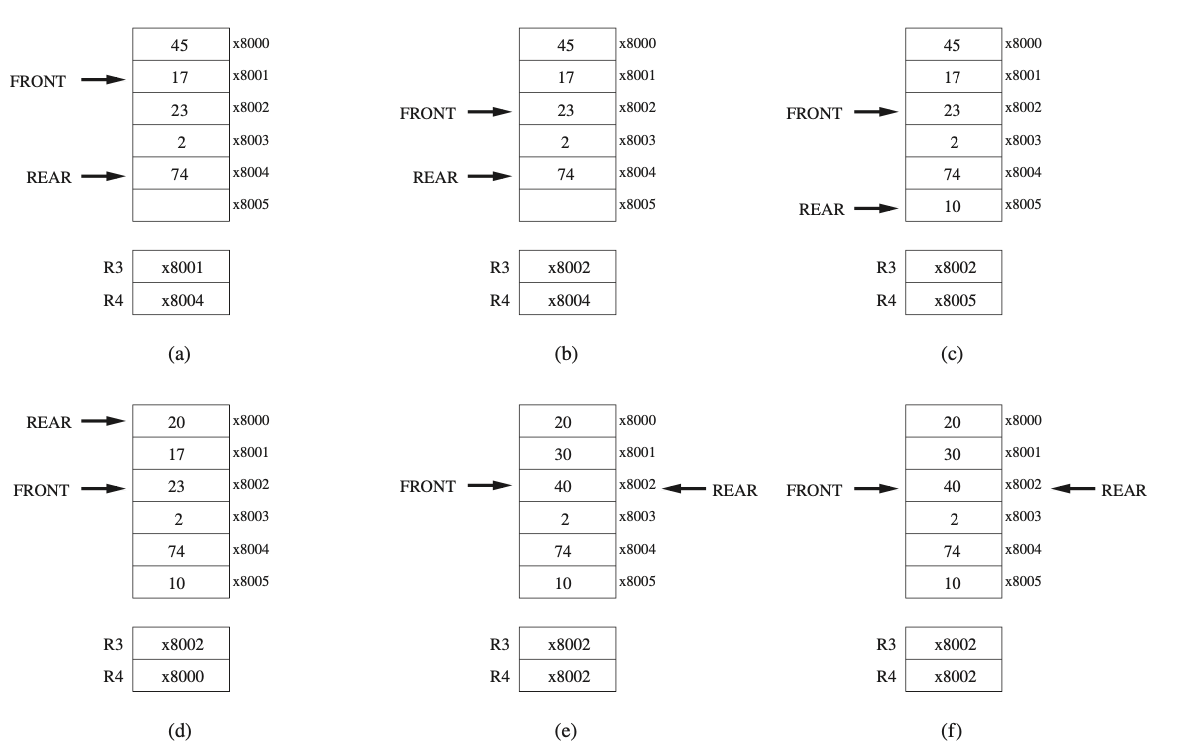 45 x8000 45 x8000 45 x8000
FRONT 17 x8001 17 x8001 17 x8001
23 x8002 FRONT 23 x8002 FRONT 23 x8002
2 x8003 2 x8003 2 x8003
REAR 74 x8004 REAR 74 x8004 74 x8004
x8005 x8005 REAR 10 x8005
R3 x8001 R3 x8002 R3 x8002
R4 x8004 R4 x8004 R4 x8005
(a) (b) (c)
REAR 20 x8000 20 x8000 20 x8000
17 x8001 30 x8001 30 x8001
FRONT 23 x8002 FRONT 40 x8002 REAR FRONT 40 x8002 REAR
2 x8003 2 x8003 2 x8003
74 x8004 74 x8004 74 x8004
10 x8005 10 x8005 10 x8005
R3 x8002 R3 x8002 R3 x8002
R4 x8000 R4 x8002 R4 x8002
(d) (e) (f)